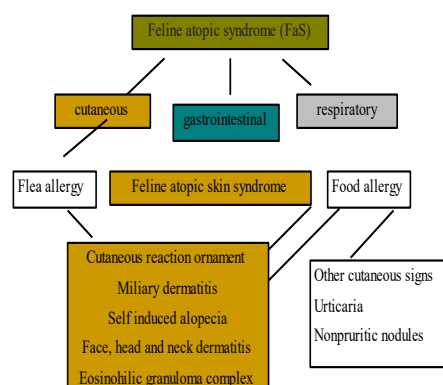 Feline atopic syndrome (FaS)
cutaneous
gastrointestinal
respiratory
Flea allergy
Feline atopic skin syndrome
Food allergy
Cutaneous reaction ornament
Miliary dermatitis
Self induced alopecia
Face, head and neck dermatitis
Eosinohilic granuloma complex
Other cutaneous signs
Urticaria
Nonpruritic nodules